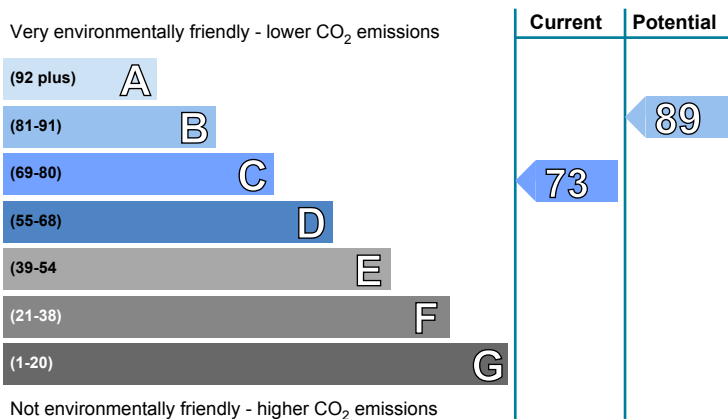 Very environmentally friendly - lower CO₂ emissions
Current
Potential
(92 plus) A
(81-91) B
89
(69-80) C
73
(55-68) D
(39-54 E
(21-38) F
(1-20) G
Not environmentally friendly - higher CO₂ emissions